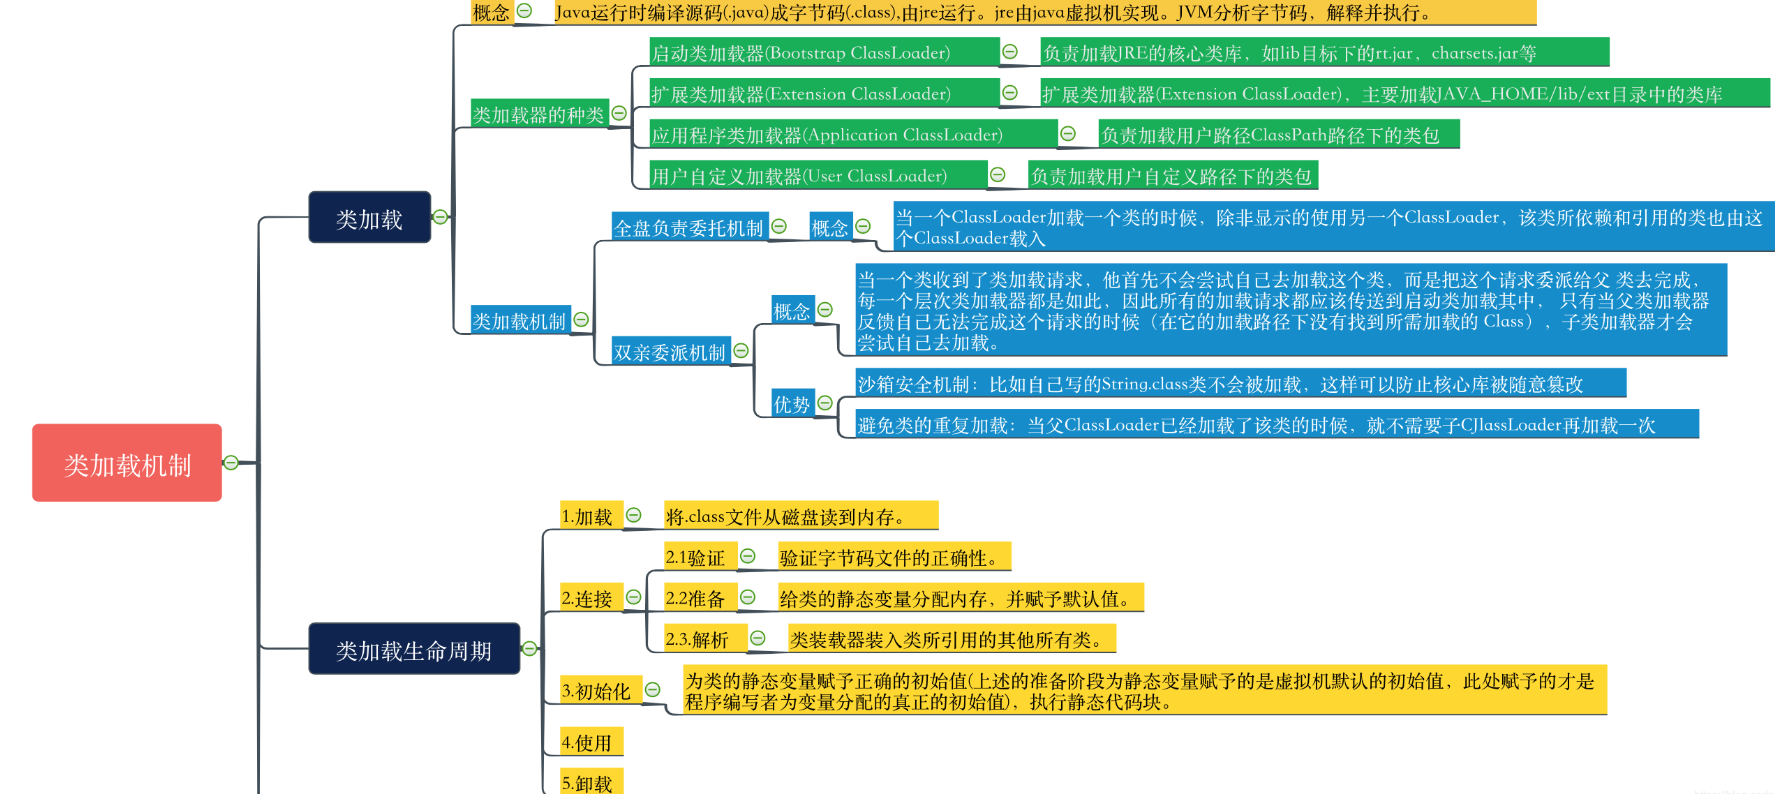 概念
Java运行时编译源码(.java)成字节码(.class),由jre运行。jre由java虚拟机实现。JVM分析字节码，解释并执行。
启动类加载器(Bootstrap ClassLoader)
负责加载JRE的核心类库，如lib目标下的rt.jar，charsets.jar等
类加载器的种类
扩展类加载器(Extension ClassLoader)
扩展类加载器(Extension ClassLoader)，主要加载JAVA_HOME/lib/ext目录中的类库
应用程序类加载器(Application ClassLoader)
负责加载用户路径ClassPath路径下的类包
用户自定义加载器(User ClassLoader)
负责加载用户自定义路径下的类包
类加载
全盘负责委托机制
概念
当一个ClassLoader加载一个类的时候，除非显示的使用另一个ClassLoader，该类所依赖和引用的类也由这
个ClassLoader载入
类加载机制
双亲委派机制
概念
当一个类收到了类加载请求，他首先不会尝试自己去加载这个类，而是把这个请求委派给父 类去完成，
每一个层次类加载器都是如此，因此所有的加载请求都应该传送到启动类加载其中， 只有当父类加载器
反馈自己无法完成这个请求的时候（在它的加载路径下没有找到所需加载的 Class），子类加载器才会
尝试自己去加载。
优势
沙箱安全机制：比如自己写的String.class类不会被加载，这样可以防止核心库被随意篡改
避免类的重复加载：当父ClassLoader已经加载了该类的时候，就不需要子CJlassLoader再加载一次
类加载机制
类加载生命周期
1.加载
将.class文件从磁盘读到内存。
2.连接
2.1验证
验证字节码文件的正确性。
2.2准备
给类的静态变量分配内存，并赋予默认值。
2.3.解析
类装载器装入类所引用的其他所有类。
3.初始化
为类的静态变量赋予正确的初始值(上述的准备阶段为静态变量赋予的是虚拟机默认的初始值，此处赋予的才是
程序编写者为变量分配的真正的初始值)，执行静态代码块。
4.使用
5.卸载